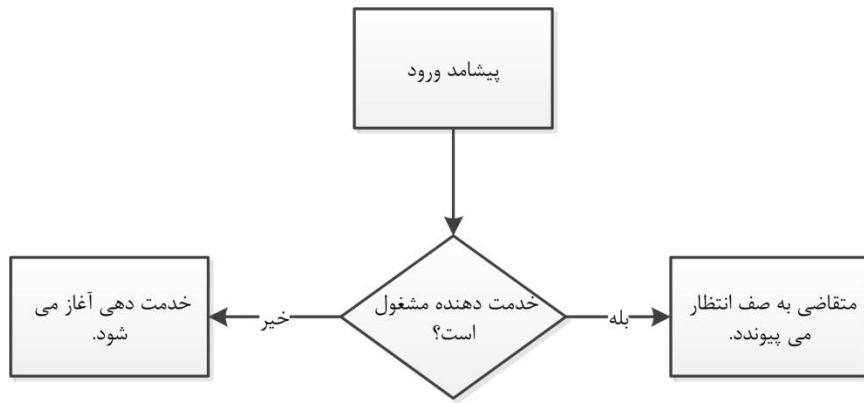 پیشامد ورود
خدمت دهنده مشغول
است؟
بله
متقاضی به صف انتظار
می پیوندد.
خیر
خدمت دهی آغاز می
شود.